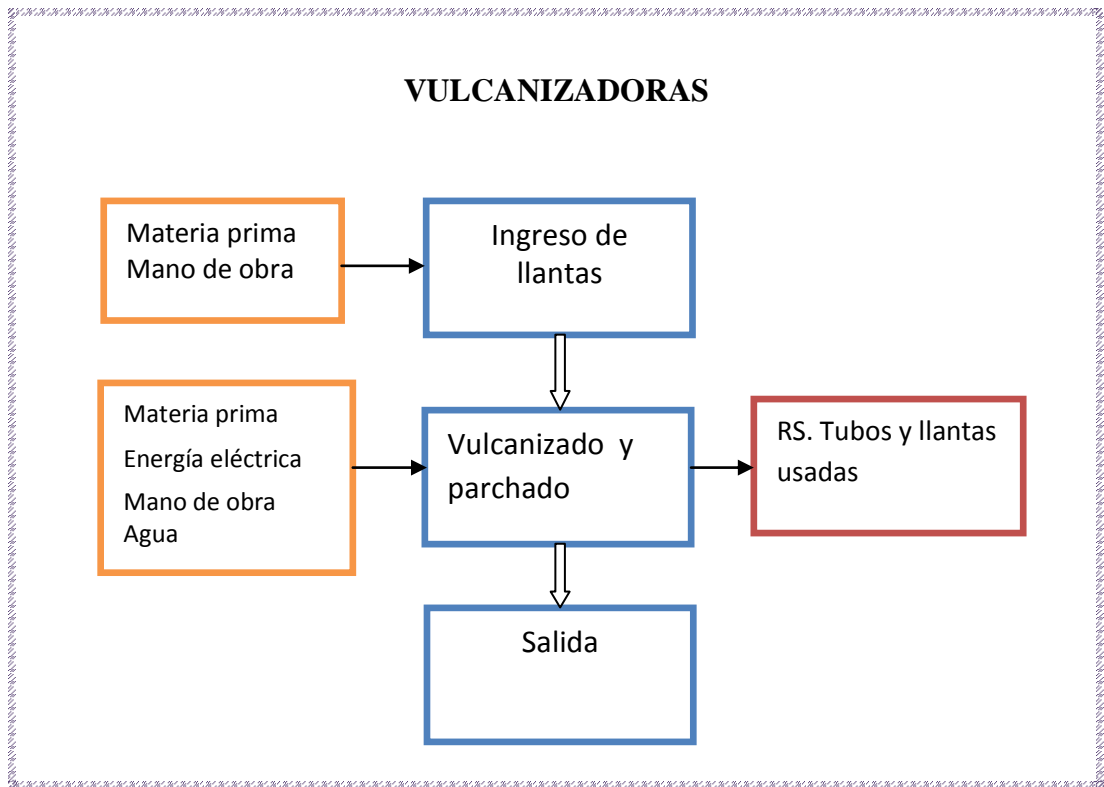 VULCANIZADORAS
Materia prima
Mano de obra
Ingreso de
llantas
Materia prima
Energía eléctrica
Mano de obra
Agua
Vulcanizado y
parchado
RS. Tubos y llantas
usadas
Salida